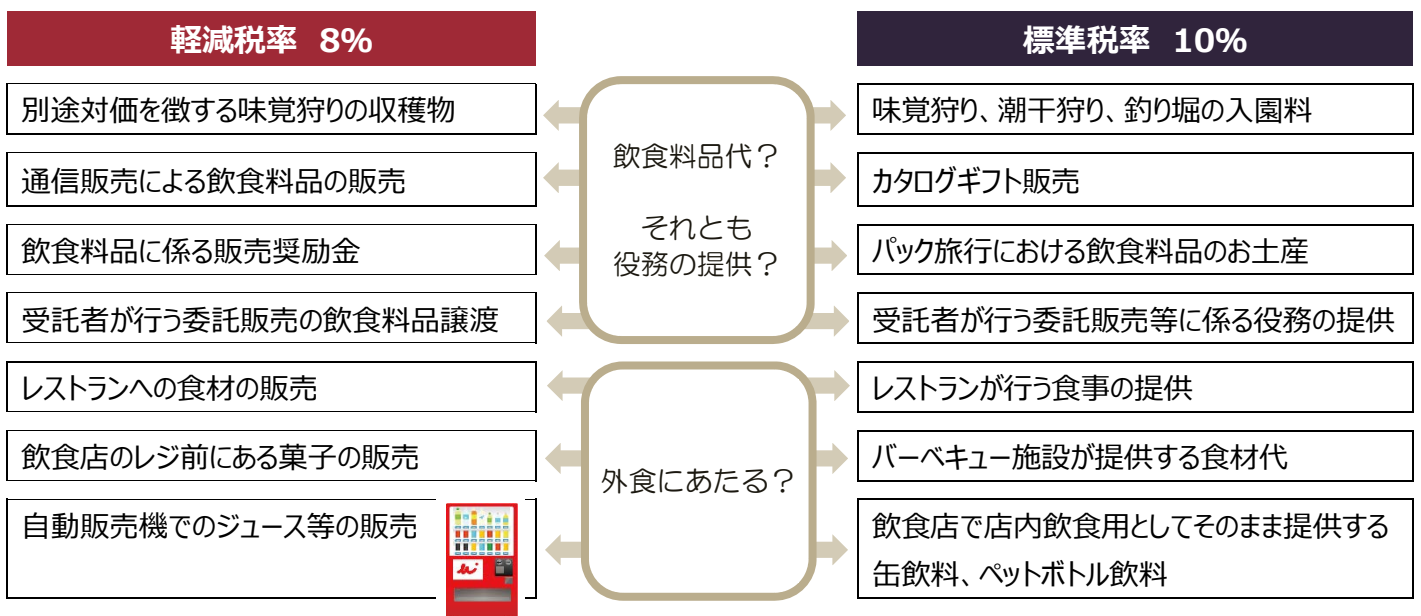 軽減税率 8%
標準税率 10%
別途対価を徴する味覚狩りの収穫物
通信販売による飲食料品の販売
飲食料品に係る販売奨励金
受託者が行う委託販売の飲食料品譲渡
レストランへの食材の販売
飲食店のレジ前にある菓子の販売
自動販売機でのジュース等の販売
飲食料品代？
それとも
役務の提供？
外食にあたる？
味覚狩り、潮干狩り、釣り堀の入園料
カタログギフト販売
パック旅行における飲食料品のお土産
受託者が行う委託販売等に係る役務の提供
レストランが行う食事の提供
バーベキュー施設が提供する食材代
飲食店で店内飲食用としてそのまま提供する
缶飲料、ペットボトル飲料